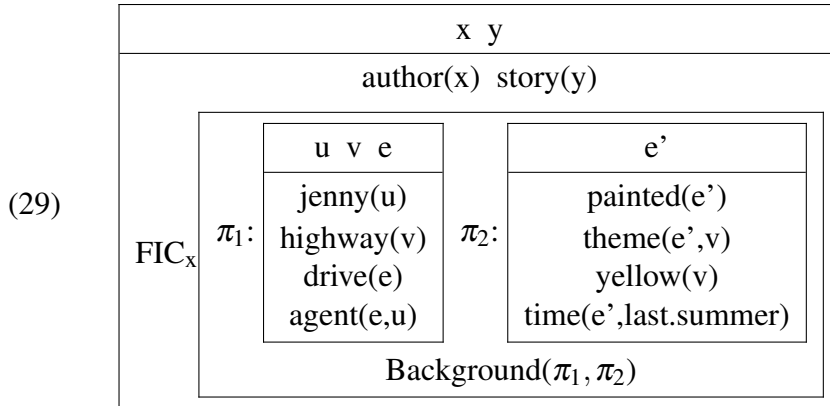 x y
author(x) story(y)
(29)
FICₓ
π₁:
u v e
jenny(u)
highway(v)
drive(e)
agent(e,u)
π₂:
e’
painted(e’)
theme(e’,v)
yellow(v)
time(e’,last.summer)
Background(π₁, π₂)